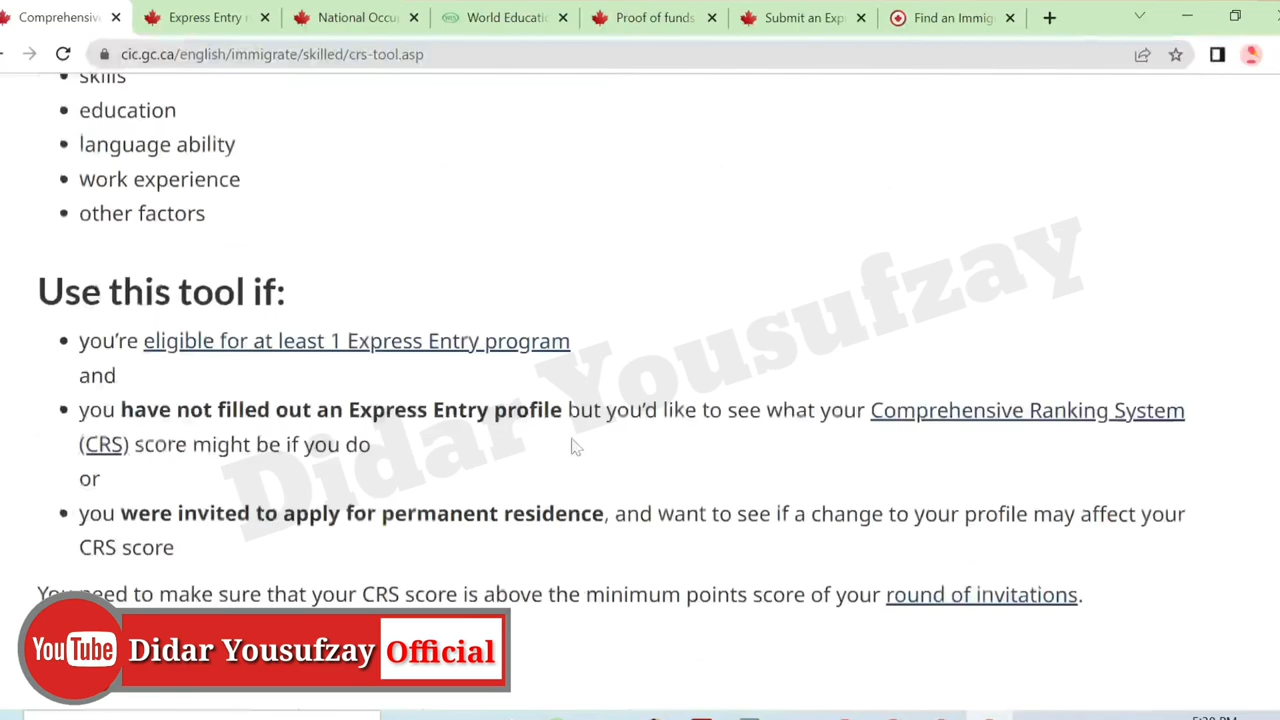 Comprehensive
Express Entry
National Occu
World Educati
Proof of funds
Submit an Exp
Find an Immig
cic.gc.ca/english/immigrate/skilled/crs-tool.asp
skills
education
language ability
work experience
other factors
Use this tool if:
you're eligible for at least 1 Express Entry program
and
you have not filled out an Express Entry profile but you'd like to see what your Comprehensive Ranking System
(CRS) score might be if you do
or
you were invited to apply for permanent residence, and want to see if a change to your profile may affect your
CRS score
You need to make sure that your CRS score is above the minimum points score of your round of invitations.
Didar Yousufzay
YouTube Didar Yousufzay Official